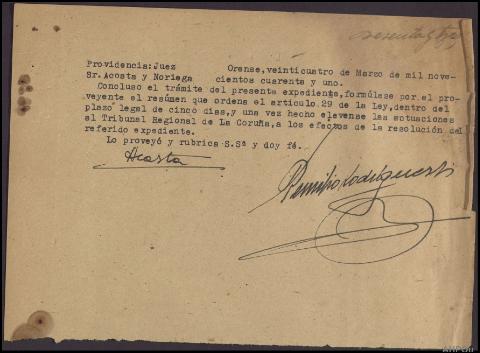 Providencia:Juez Orense,veinticuatro de Marzo de mil nove-
Sr.Acosta y Noriega cientos cuarenta y uno.
Concluso el trámite del presente expediente,formúlese por el pro-
veyente el resúmen que ordena el articulo 29 de la Ley,dentro del
plazo legal de cinco dias,y una vez hecho elevense las actuaciones
al Tribunal Regional de La Coruña,a los efectos de la resolución del
referido expediente.
Lo proveyó y rubrica S.Sª y doy fé.
Acosta